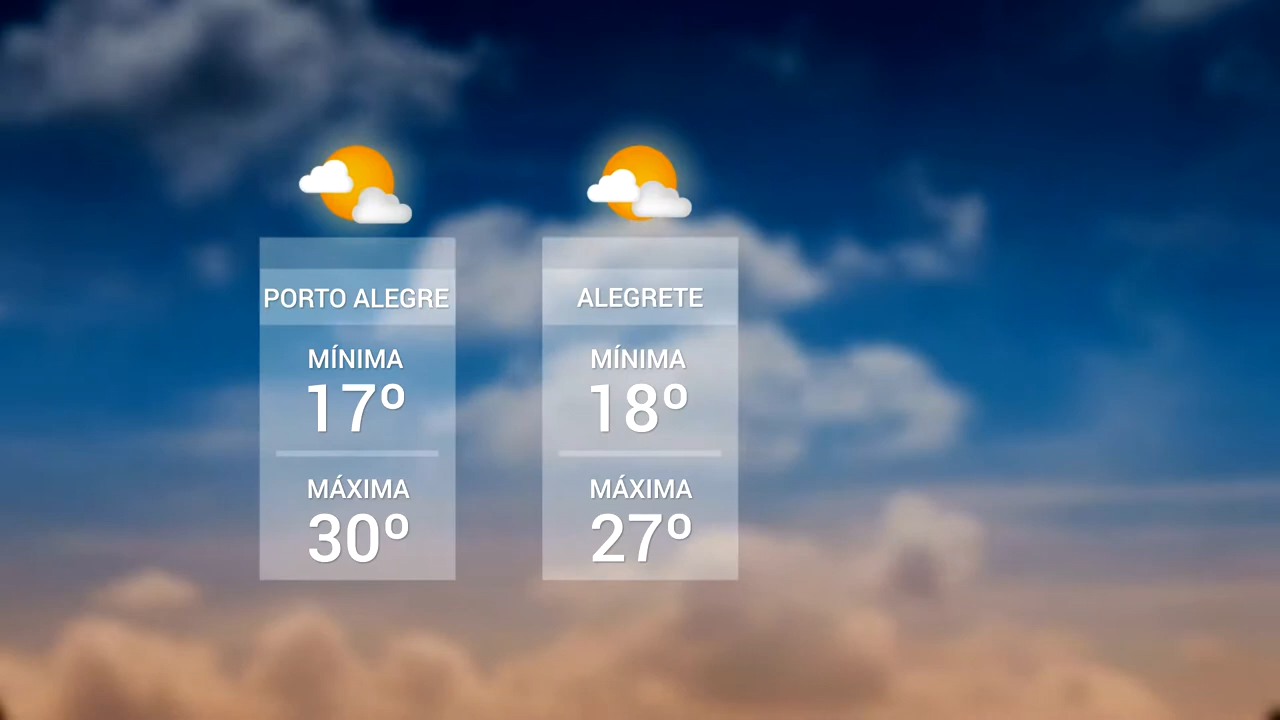 PORTO ALEGRE
MÍNIMA
17º
MÁXIMA
30º
ALEGRETE
MÍNIMA
18º
MÁXIMA
27º